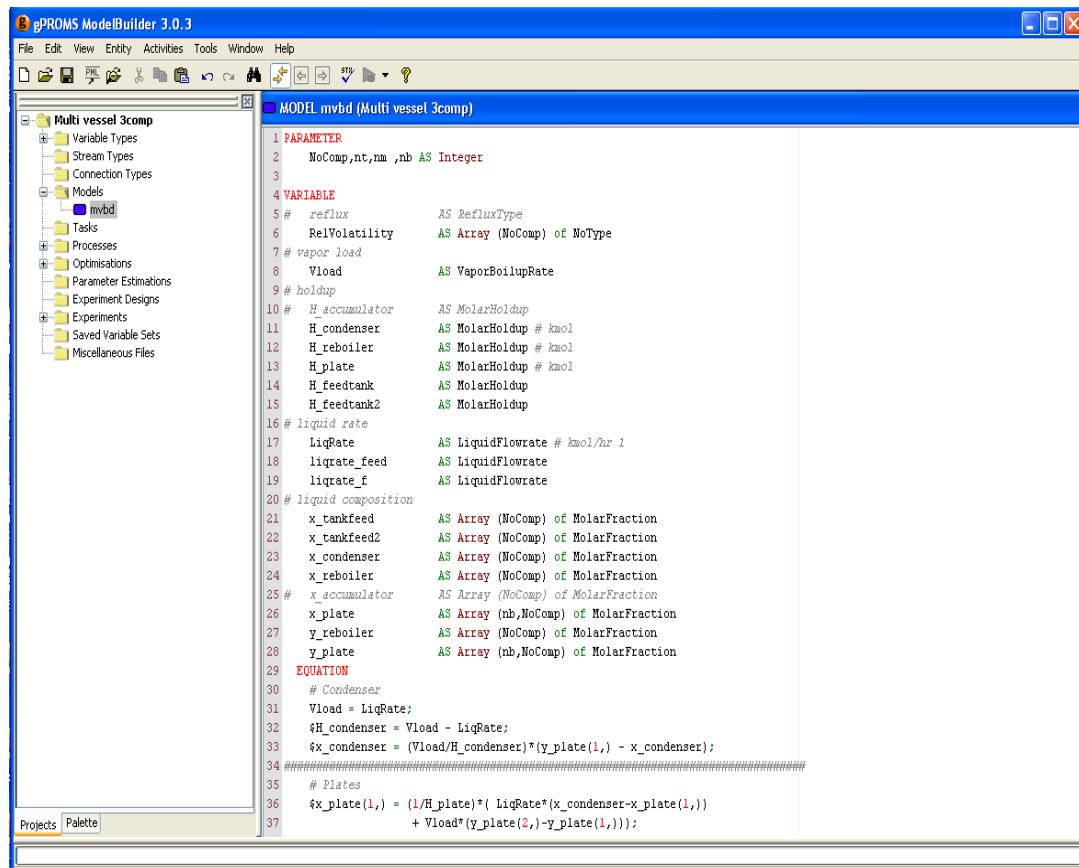 gPROMS ModelBuilder 3.0.3
File Edit View Entity Activities Tools Window Help
Multi vessel 3comp
Variable Types
Stream Types
Connection Types
Models
mvbd
Tasks
Processes
Optimisations
Parameter Estimations
Experiment Designs
Experiments
Saved Variable Sets
Miscellaneous Files
Projects Palette
MODEL mvbd (Multi vessel 3comp)
1 PARAMETER
2 NoComp,nt,nm ,nb AS Integer
3
4 VARIABLE
5 # reflux AS RefluxType
6 RelVolatility AS Array (NoComp) of NoType
7 # vapor load
8 Vload AS VaporBoilupRate
9 # holdup
10 # H_accumulator AS MolarHoldup
11 H_condenser AS MolarHoldup # kmol
12 H_reboiler AS MolarHoldup # kmol
13 H_plate AS MolarHoldup # kmol
14 H_feedtank AS MolarHoldup
15 H_feedtank2 AS MolarHoldup
16 # liquid rate
17 LiqRate AS LiquidFlowrate # kmol/hr 1
18 liqrate_feed AS LiquidFlowrate
19 liqrate_f AS LiquidFlowrate
20 # liquid composition
21 x_tankfeed AS Array (NoComp) of MolarFraction
22 x_tankfeed2 AS Array (NoComp) of MolarFraction
23 x_condenser AS Array (NoComp) of MolarFraction
24 x_reboiler AS Array (NoComp) of MolarFraction
25 # x_accumulator AS Array (NoComp) of MolarFraction
26 x_plate AS Array (nb,NoComp) of MolarFraction
27 y_reboiler AS Array (NoComp) of MolarFraction
28 y_plate AS Array (nb,NoComp) of MolarFraction
29 EQUATION
30 # Condenser
31 Vload = LiqRate;
32 $H_condenser = Vload - LiqRate;
33 $x_condenser = (Vload/H_condenser)*(y_plate(1,) - x_condenser);
34 ################################################################################
35 # Plates
36 $x_plate(1,) = (1/H_plate)*( LiqRate*(x_condenser-x_plate(1,))
37 + Vload*(y_plate(2,)-y_plate(1,)));